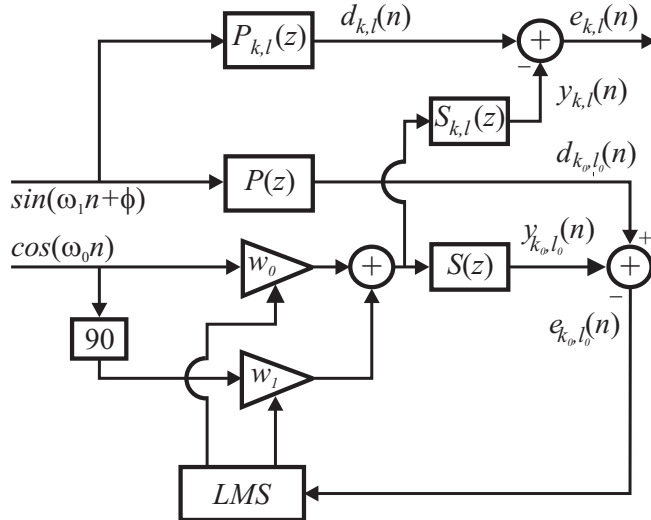 P_{k,l}(z)
d_{k,l}(n)
+
−
e_{k,l}(n)
y_{k,l}(n)
S_{k,l}(z)
d_{k_0,l_0}(n)
sin(ω_1n+ϕ)
P(z)
cos(ω_0n)
w_0
+
S(z)
y_{k_0,l_0}(n)
+
+
−
e_{k_0,l_0}(n)
90
w_1
LMS